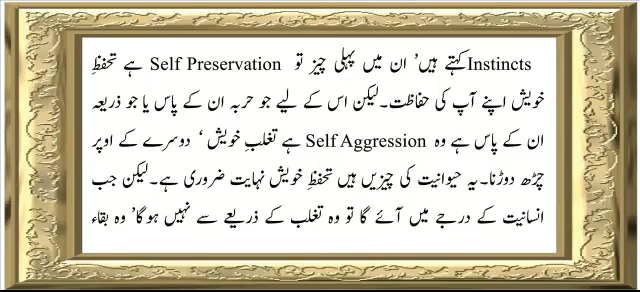 Instincts کہتے ہیں’ ان میں پہلی چیز تو Self Preservation ہے تحفظِ
خویش اپنے آپ کی حفاظت۔لیکن اس کے لیے جو حربہ ان کے پاس یا جو ذریعہ
ان کے پاس ہے وہ Self Aggression ہے تغلبِ خویش ‘ دوسرے کے اوپر
چڑھ دوڑنا۔یہ حیوانیت کی چیزیں ہیں تحفظِ خویش نہایت ضروری ہے۔لیکن جب
انسانیت کے درجے میں آئے گا تو وہ تغلب کے ذریعے سے نہیں ہوگا’ وہ بقاء